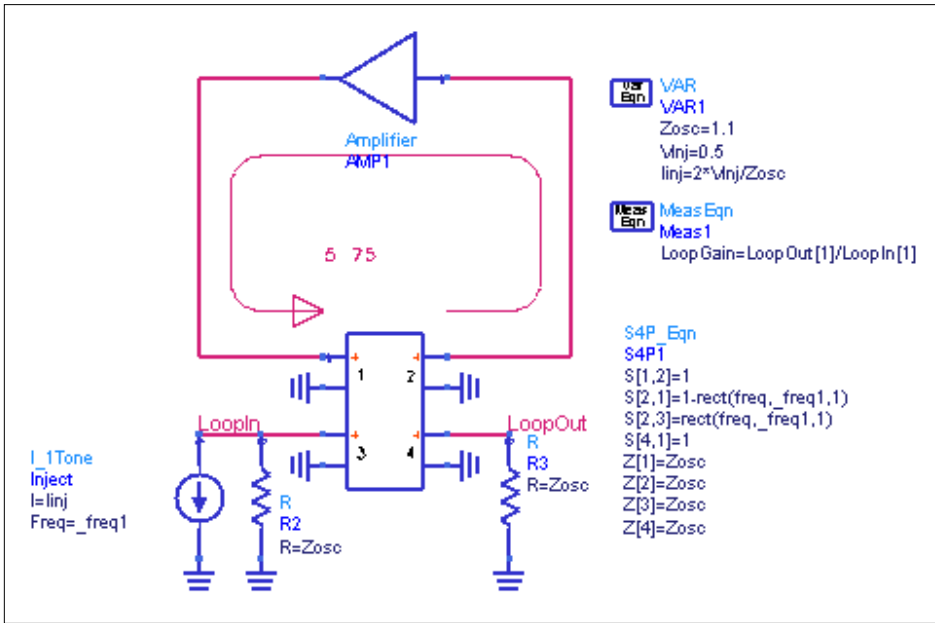 Amplifier
AMP1
5 75
Var
Eqn
VAR
VAR1
Zosc=1.1
VInj=0.5
Iinj=2*VInj/Zosc
Meas
Eqn
MeasEqn
Meas1
LoopGain=LoopOut[1]/LoopIn[1]
1
2
3
4
LoopIn
LoopOut
I_1Tone
Inject
I=Iinj
Freq=_freq1
R
R2
R=Zosc
R
R3
R=Zosc
S4P_Eqn
S4P1
S[1,2]=1
S[2,1]=1-rect(freq,_freq1,1)
S[2,3]=rect(freq,_freq1,1)
S[4,1]=1
Z[1]=Zosc
Z[2]=Zosc
Z[3]=Zosc
Z[4]=Zosc